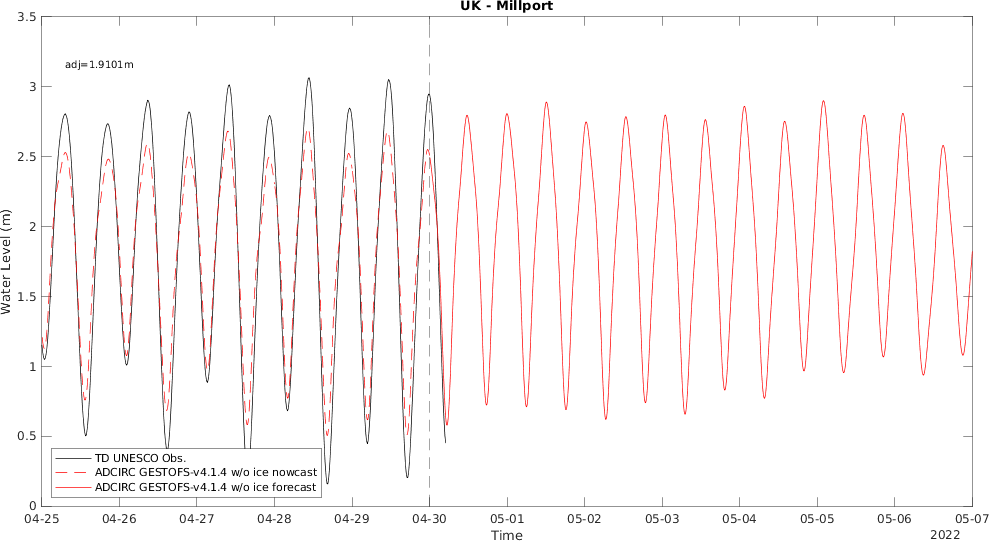 UK - Millport
adj=1.9101m
3.5
3
2.5
2
1.5
1
0.5
0
Water Level (m)
TD UNESCO Obs.
ADCIRC GESTOFS-v4.1.4 w/o ice nowcast
ADCIRC GESTOFS-v4.1.4 w/o ice forecast
04-25 04-26 04-27 04-28 04-29 04-30 05-01 05-02 05-03 05-04 05-05 05-06 05-07
Time
2022